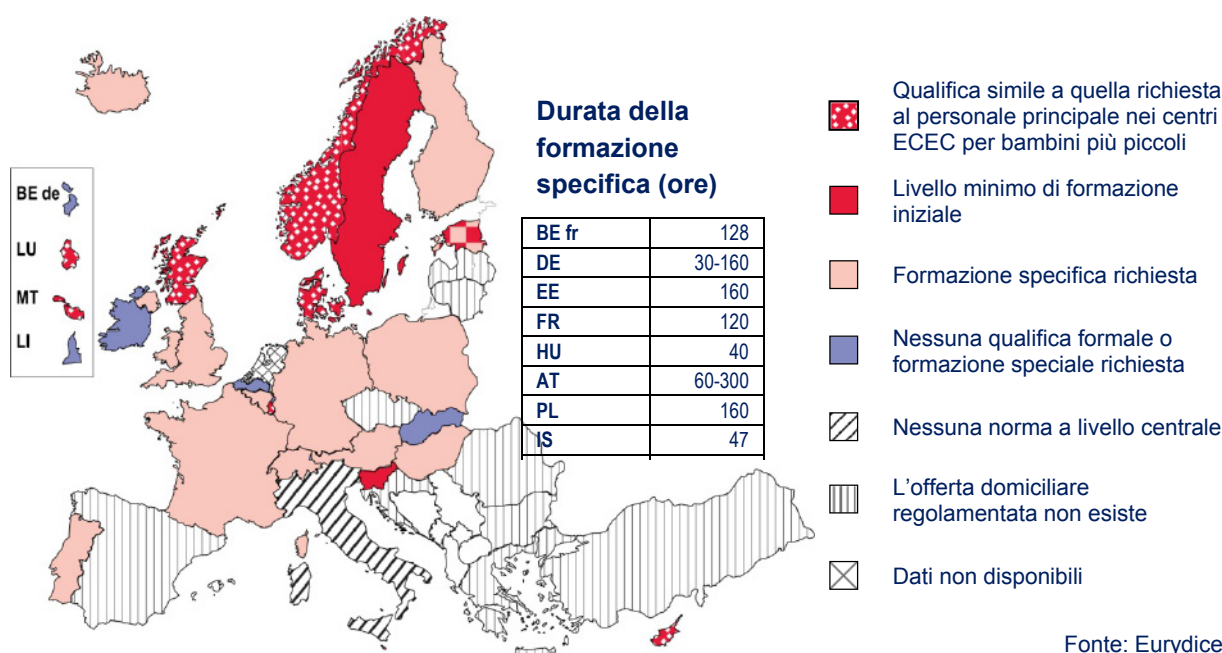 Durata della
formazione
specifica (ore)
BE fr 128
DE 30-160
EE 160
FR 120
HU 40
AT 60-300
PL 160
IS 47
BE de
LU
MT
LI
Qualifica simile a quella richiesta
al personale principale nei centri
ECEC per bambini più piccoli
Livello minimo di formazione
iniziale
Formazione specifica richiesta
Nessuna qualifica formale o
formazione speciale richiesta
Nessuna norma a livello centrale
L'offerta domiciliare
regolamentata non esiste
Dati non disponibili
Fonte: Eurydice